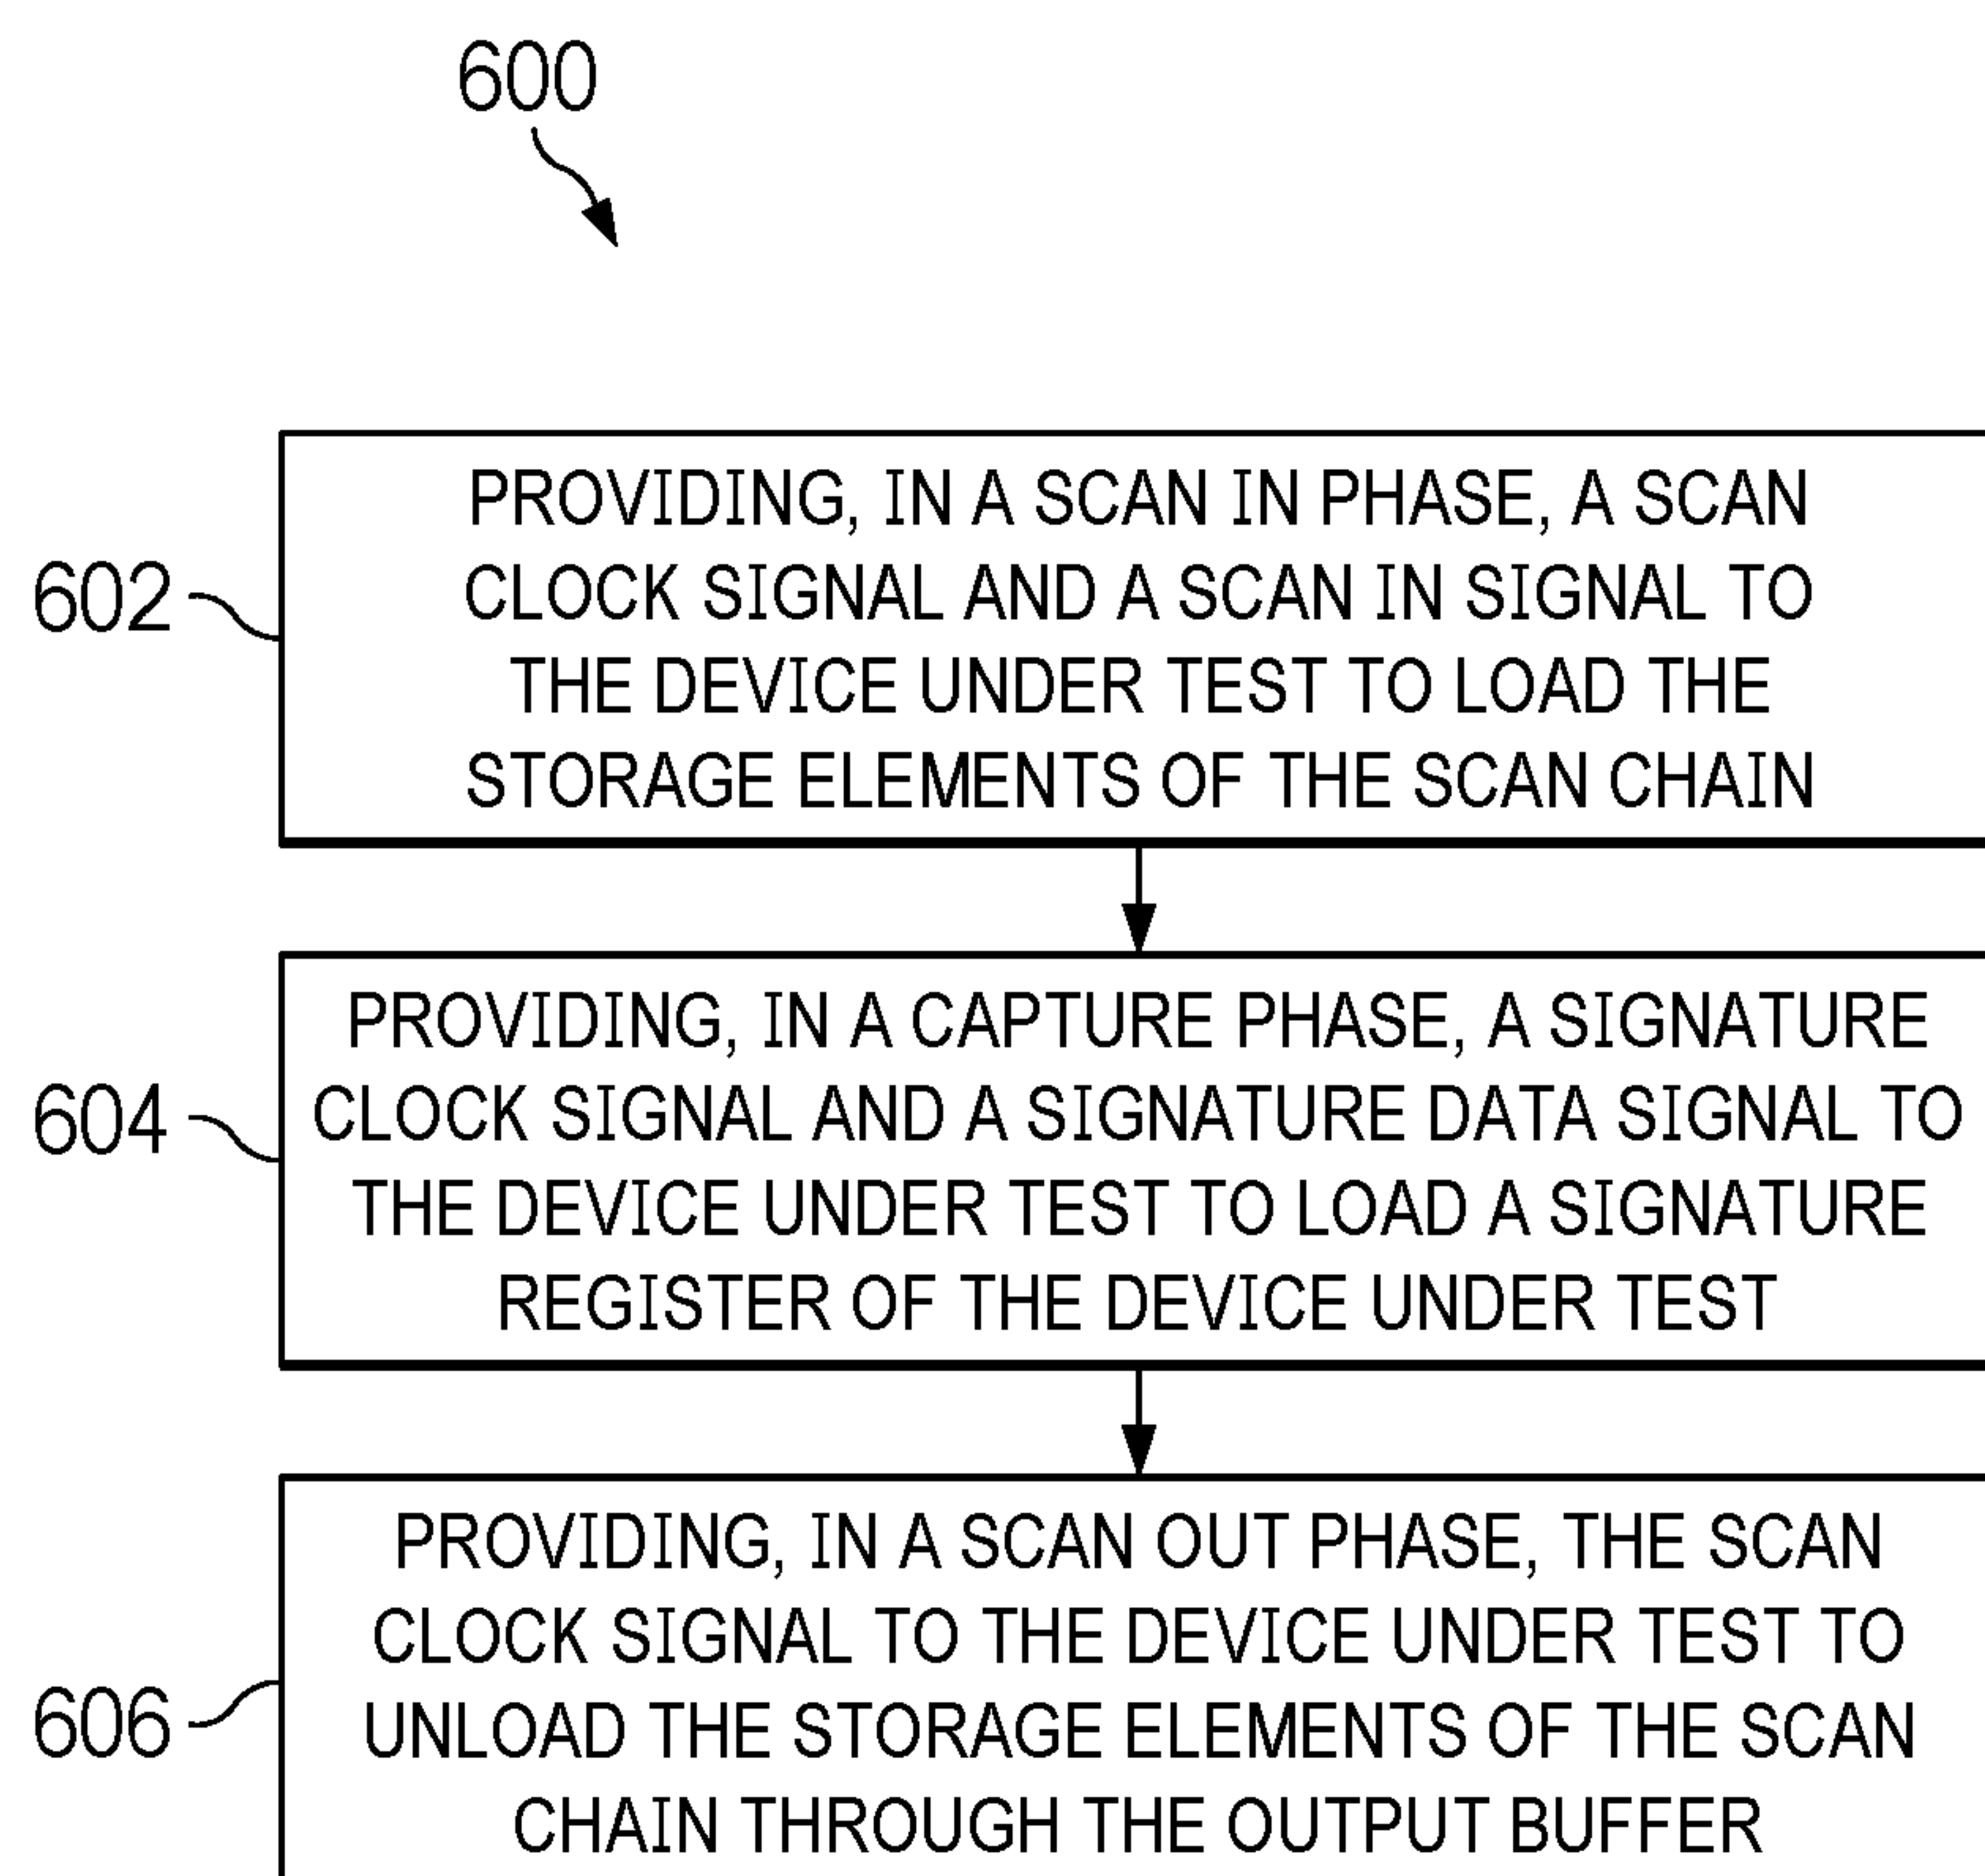 600
602
PROVIDING, IN A SCAN IN PHASE, A SCAN
CLOCK SIGNAL AND A SCAN IN SIGNAL TO
THE DEVICE UNDER TEST TO LOAD THE
STORAGE ELEMENTS OF THE SCAN CHAIN
604
PROVIDING, IN A CAPTURE PHASE, A SIGNATURE
CLOCK SIGNAL AND A SIGNATURE DATA SIGNAL TO
THE DEVICE UNDER TEST TO LOAD A SIGNATURE
REGISTER OF THE DEVICE UNDER TEST
606
PROVIDING, IN A SCAN OUT PHASE, THE SCAN
CLOCK SIGNAL TO THE DEVICE UNDER TEST TO
UNLOAD THE STORAGE ELEMENTS OF THE SCAN
CHAIN THROUGH THE OUTPUT BUFFER